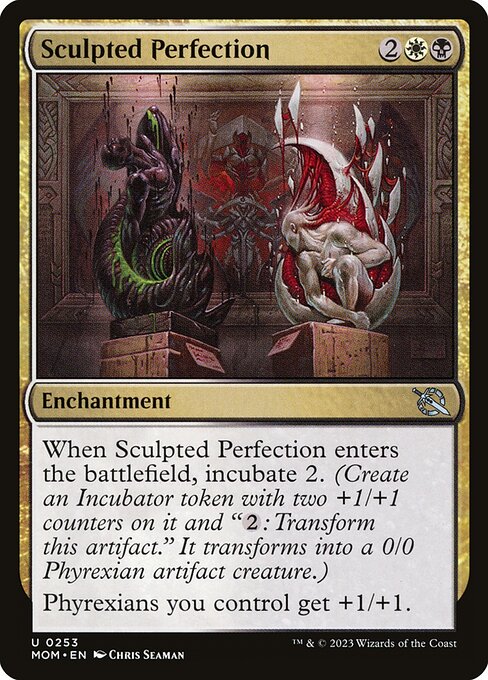 Sculpted Perfection 2
Enchantment
When Sculpted Perfection enters
the battlefield, incubate 2. (Create
an Incubator token with two +1/+1
counters on it and “2: Transform
this artifact.” It transforms into a 0/0
Phyrexian artifact creature.)
Phyrexians you control get +1/+1.
U 0253
MOM • EN Chris Seaman
™ & © 2023 Wizards of the Coast